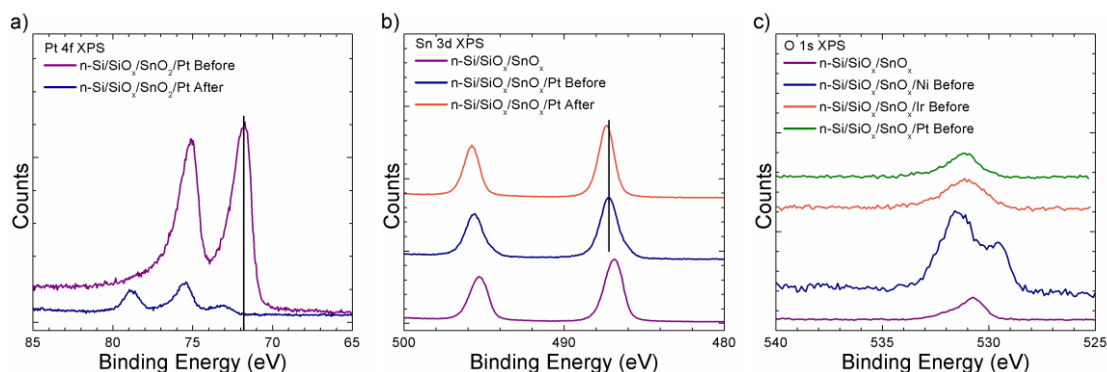 a)
Pt 4f XPS
n-Si/SiOₓ/SnO₂/Pt Before
n-Si/SiOₓ/SnO₂/Pt After
Counts
85 80 75 70 65
Binding Energy (eV)
b)
Sn 3d XPS
n-Si/SiOₓ/SnOₓ
n-Si/SiOₓ/SnOₓ/Pt Before
n-Si/SiOₓ/SnOₓ/Pt After
Counts
500 490 480
Binding Energy (eV)
c)
O 1s XPS
n-Si/SiOₓ/SnOₓ
n-Si/SiOₓ/SnOₓ/Ni Before
n-Si/SiOₓ/SnOₓ/Ir Before
n-Si/SiOₓ/SnOₓ/Pt Before
Counts
540 535 530 525
Binding Energy (eV)